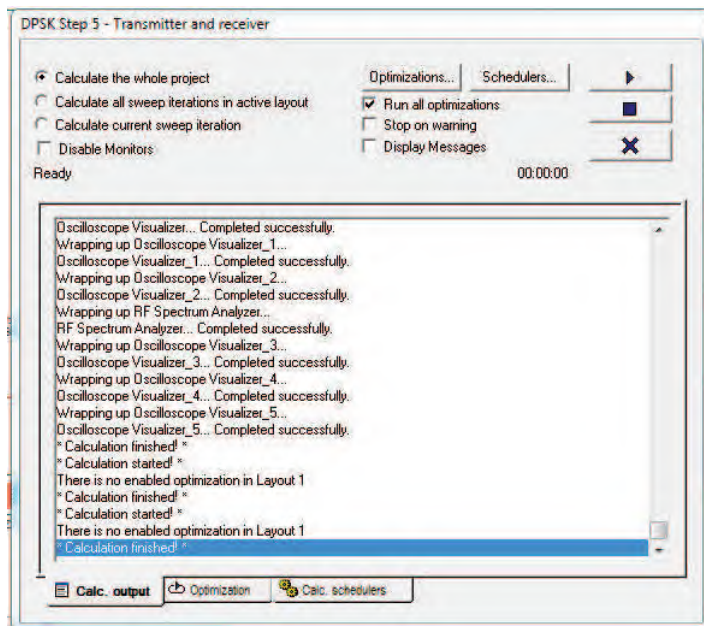 DPSK Step 5 - Transmitter and receiver
Calculate the whole project
Calculate all sweep iterations in active layout
Calculate current sweep iteration
Disable Monitors
Optimizations...
Schedulers...
Run all optimizations
Stop on warning
Display Messages
Ready
00:00:00
Oscilloscope Visualizer... Completed successfully.
Wrapping up Oscilloscope Visualizer_1...
Oscilloscope Visualizer_1... Completed successfully.
Wrapping up Oscilloscope Visualizer_2...
Oscilloscope Visualizer_2... Completed successfully.
Wrapping up RF Spectrum Analyzer...
RF Spectrum Analyzer... Completed successfully.
Wrapping up Oscilloscope Visualizer_3...
Oscilloscope Visualizer_3... Completed successfully.
Wrapping up Oscilloscope Visualizer_4...
Oscilloscope Visualizer_4... Completed successfully.
Wrapping up Oscilloscope Visualizer_5...
Oscilloscope Visualizer_5... Completed successfully.
* Calculation finished! *
* Calculation started! *
There is no enabled optimization in Layout 1
* Calculation finished! *
* Calculation started! *
There is no enabled optimization in Layout 1
* Calculation finished! *
Calc. output
Optimization
Calc. schedulers